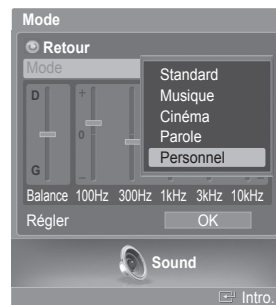 Mode
Retour
Mode
Standard
Musique
Cinéma
Parole
Personnel
D
+
0
G
–
Balance 100Hz 300Hz 1kHz 3kHz 10kHz
Régler OK
Sound
Intro.